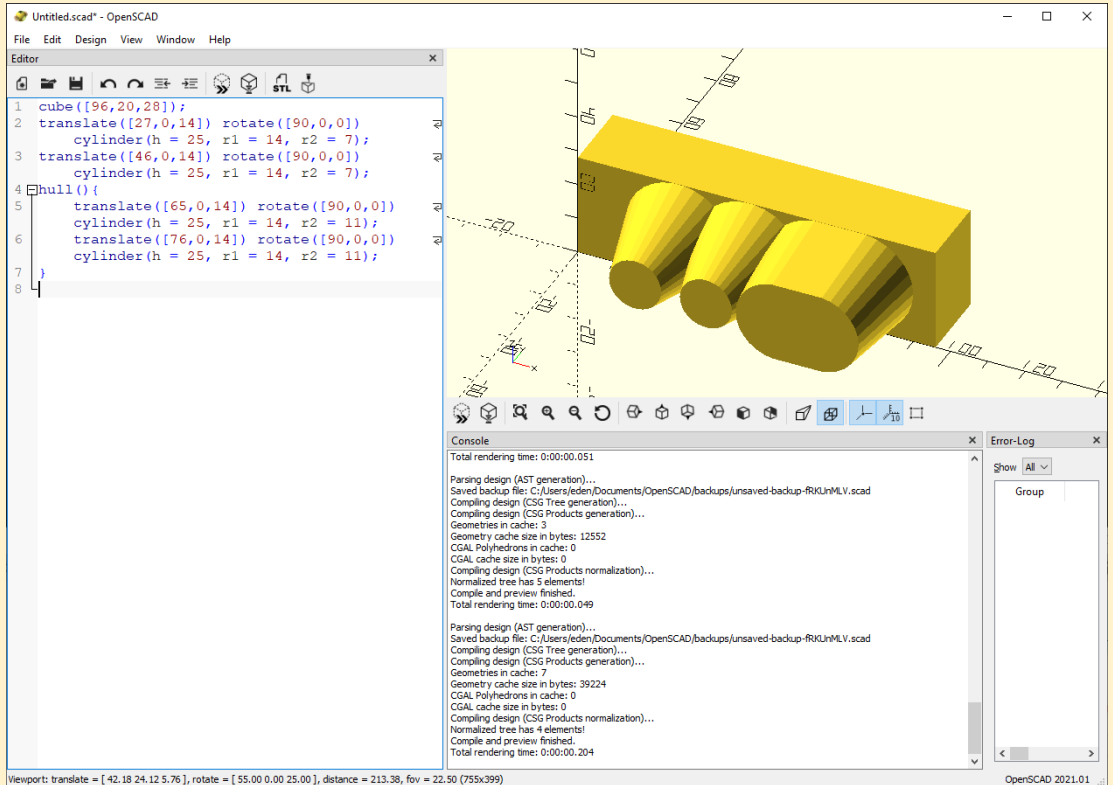 Untitled.scad* - OpenSCAD
File Edit Design View Window Help
Editor
STL
1 cube([96,20,28]);
2 translate([27,0,14]) rotate([90,0,0])
cylinder(h = 25, r1 = 14, r2 = 7);
3 translate([46,0,14]) rotate([90,0,0])
cylinder(h = 25, r1 = 14, r2 = 7);
4 hull(){
5 translate([65,0,14]) rotate([90,0,0])
cylinder(h = 25, r1 = 14, r2 = 11);
6 translate([76,0,14]) rotate([90,0,0])
cylinder(h = 25, r1 = 14, r2 = 11);
7 }
8
x
10
Console
Total rendering time: 0:00:00.051
Parsing design (AST generation)...
Saved backup file: C:/Users/eden/Documents/OpenSCAD/backups/unsaved-backup-fRKUnMLV.scad
Compiling design (CSG Tree generation)...
Compiling design (CSG Products generation)...
Geometries in cache: 3
Geometry cache size in bytes: 12552
CGAL Polyhedrons in cache: 0
CGAL cache size in bytes: 0
Compiling design (CSG Products normalization)...
Normalized tree has 5 elements!
Compile and preview finished.
Total rendering time: 0:00:00.049
Parsing design (AST generation)...
Saved backup file: C:/Users/eden/Documents/OpenSCAD/backups/unsaved-backup-fRKUnMLV.scad
Compiling design (CSG Tree generation)...
Compiling design (CSG Products generation)...
Geometries in cache: 7
Geometry cache size in bytes: 39224
CGAL Polyhedrons in cache: 0
CGAL cache size in bytes: 0
Compiling design (CSG Products normalization)...
Normalized tree has 4 elements!
Compile and preview finished.
Total rendering time: 0:00:00.204
Error-Log
Show All
Group
Viewport: translate = [ 42.18 24.12 5.76 ], rotate = [ 55.00 0.00 25.00 ], distance = 213.38, fov = 22.50 (755x399)
OpenSCAD 2021.01